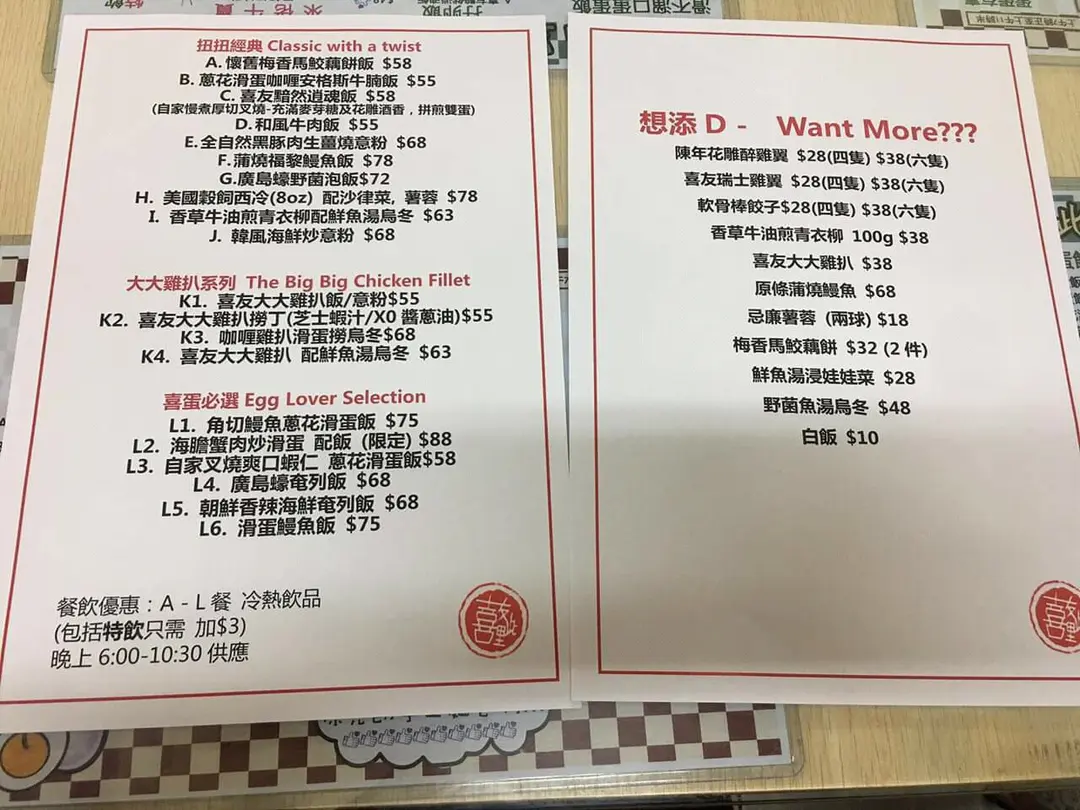 扭扭經典 Classic with a twist
A. 懷舊梅香馬鮫藕餅飯 $58
B. 蔥花滑蛋咖喱安格斯牛腩飯 $55
C. 喜友黯然逍魂飯 $58
(自家慢煮厚切叉燒-充滿麥芽糖及花雕酒香，拼煎雙蛋)
D. 和風牛肉飯 $55
E. 全自然黑豚肉生薑燒意粉 $68
F. 蒲燒福黎鰻魚飯 $78
G.廣島蠔野菌泡飯$72
H. 美國穀飼西冷(8oz) 配沙律菜, 薯蓉 $78
I. 香草牛油煎青衣柳配鮮魚湯烏冬 $63
J. 韓風海鮮炒意粉 $68
大大雞扒系列 The Big Big Chicken Fillet
K1. 喜友大大雞扒飯/意粉$55
K2. 喜友大大雞扒撈丁(芝士蝦汁/XO 醬蔥油)$55
K3. 咖喱雞扒滑蛋撈烏冬$68
K4. 喜友大大雞扒 配鮮魚湯烏冬 $63
喜蛋必選 Egg Lover Selection
L1. 角切鰻魚蔥花滑蛋飯 $75
L2. 海膽蟹肉炒滑蛋 配飯 (限定) $88
L3. 自家叉燒爽口蝦仁 蔥花滑蛋飯$58
L4. 廣島蠔奄列飯 $68
L5. 朝鮮香辣海鮮奄列飯 $68
L6. 滑蛋鰻魚飯 $75
餐飲優惠：A - L 餐 冷熱飲品
(包括特飲只需 加$3)
晚上 6:00-10:30 供應
想添 D - Want More???
陳年花雕醉雞翼 $28(四隻) $38(六隻)
喜友瑞士雞翼 $28(四隻) $38(六隻)
軟骨棒餃子$28(四隻) $38(六隻)
香草牛油煎青衣柳 100g $38
喜友大大雞扒 $38
原條蒲燒鰻魚 $68
忌廉薯蓉 (兩球) $18
梅香馬鮫藕餅 $32 (2 件)
鮮魚湯浸娃娃菜 $28
野菌魚湯烏冬 $48
白飯 $10